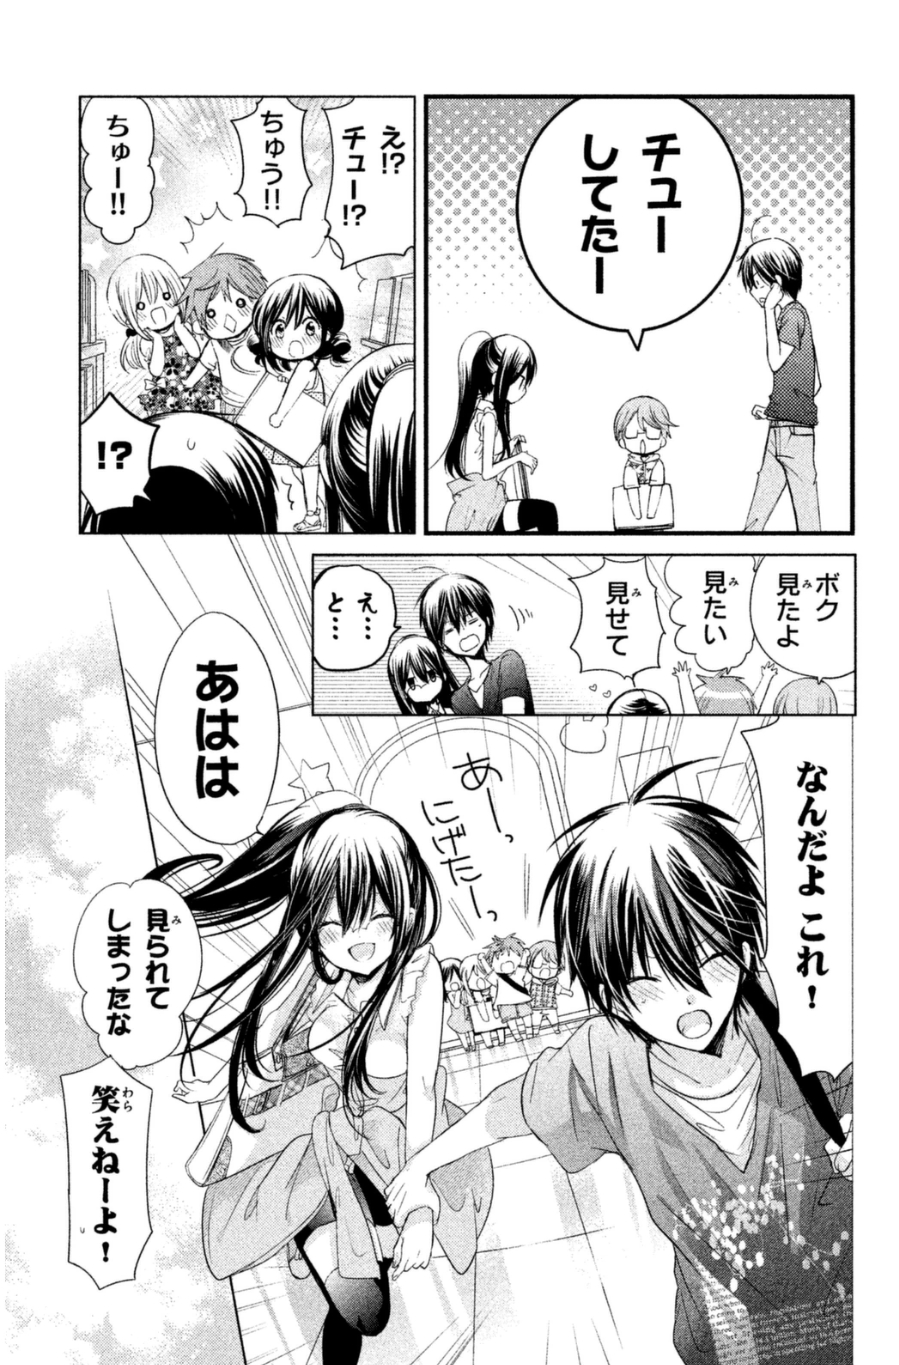 チュー
してたー
え!?
チュー!?
ちゅう!!
ちゅー!!
!?
ボク
見たよ
見たい
見せて
え…
と…
なんだよ これ!
あーっ
にげたーっ
あはは
見られて
しまったな
笑えねーよ!